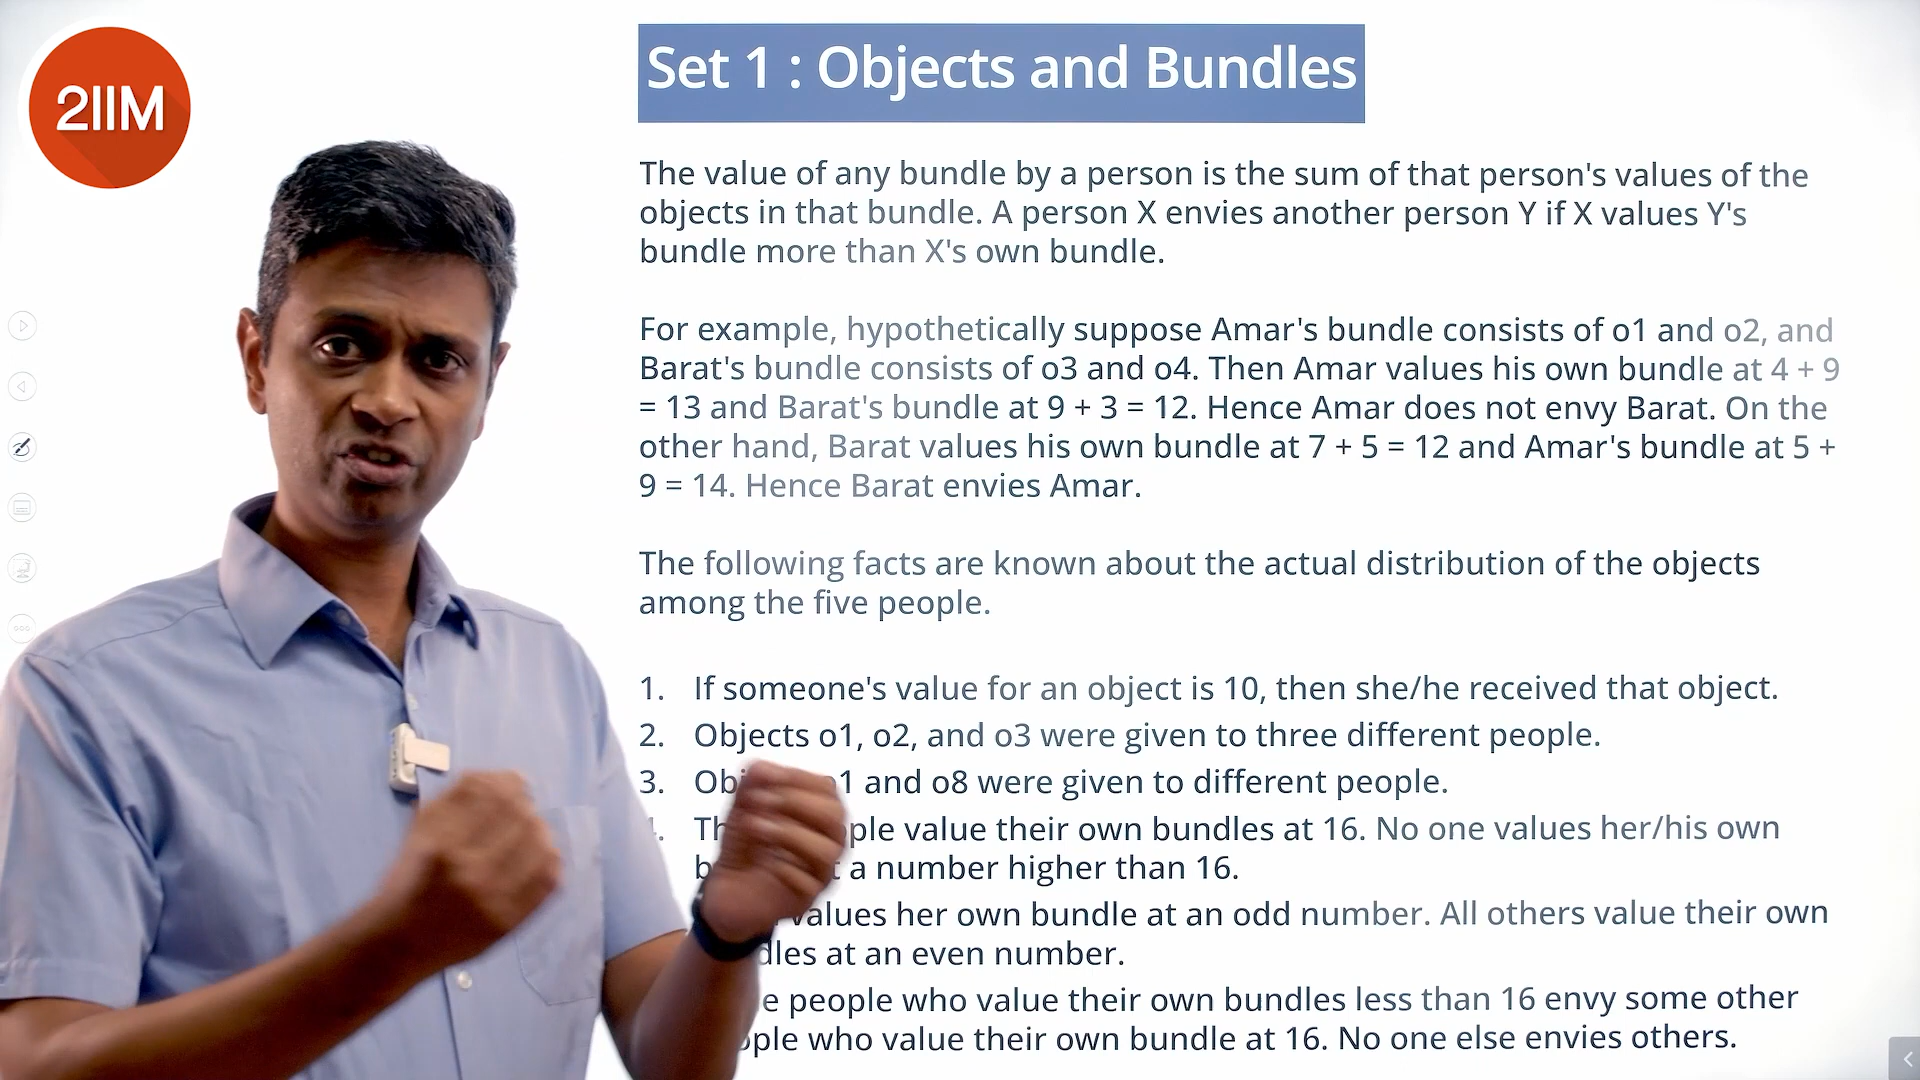 2IIM
Set 1 : Objects and Bundles
The value of any bundle by a person is the sum of that person's values of the
objects in that bundle. A person X envies another person Y if X values Y's
bundle more than X's own bundle.
For example, hypothetically suppose Amar's bundle consists of o1 and o2, and
Barat's bundle consists of o3 and o4. Then Amar values his own bundle at 4 + 9
= 13 and Barat's bundle at 9 + 3 = 12. Hence Amar does not envy Barat. On the
other hand, Barat values his own bundle at 7 + 5 = 12 and Amar's bundle at 5 +
9 = 14. Hence Barat envies Amar.
The following facts are known about the actual distribution of the objects
among the five people.
1. If someone's value for an object is 10, then she/he received that object.
2. Objects o1, o2, and o3 were given to three different people.
3. and o8 were given to different people.
value their own bundles at 16. No one values her/his own
a number higher than 16.
values her own bundle at an odd number. All others value their own
at an even number.
people who value their own bundles less than 16 envy some other
who value their own bundle at 16. No one else envies others.